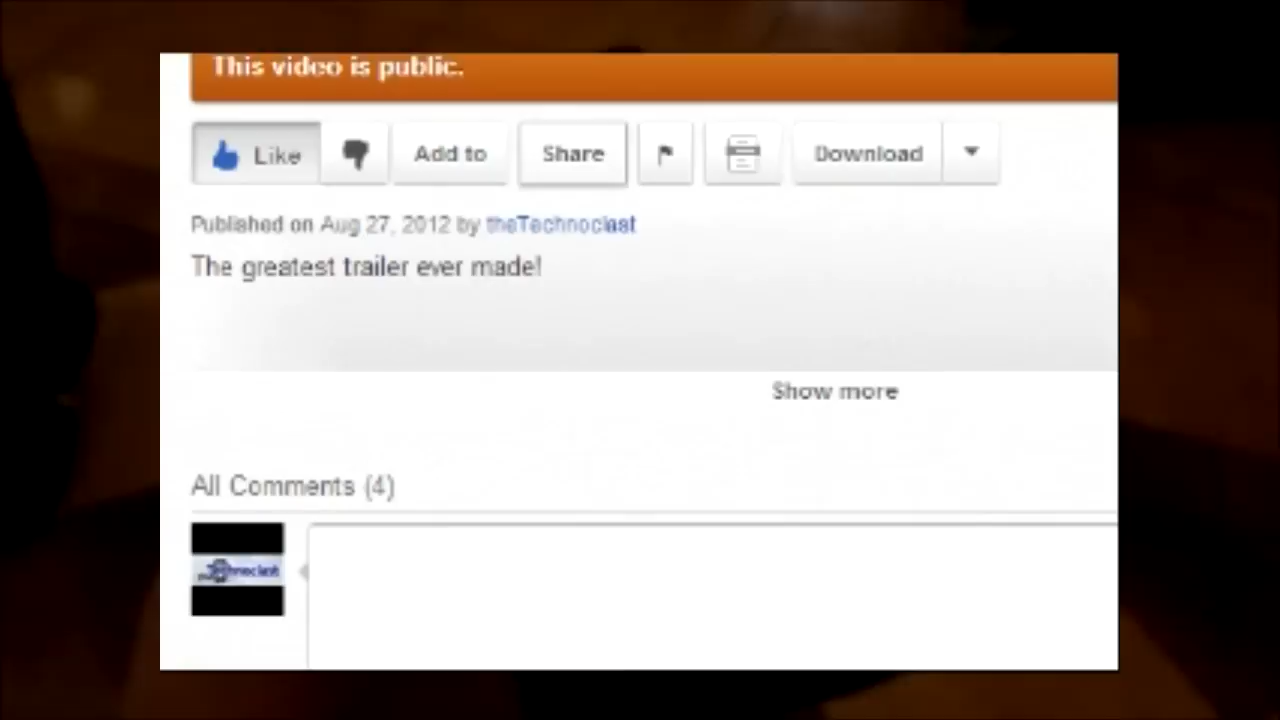 This video is public.
Like Add to Share Download
Published on Aug 27, 2012 by theTechnoclast
The greatest trailer ever made!
Show more
All Comments (4)